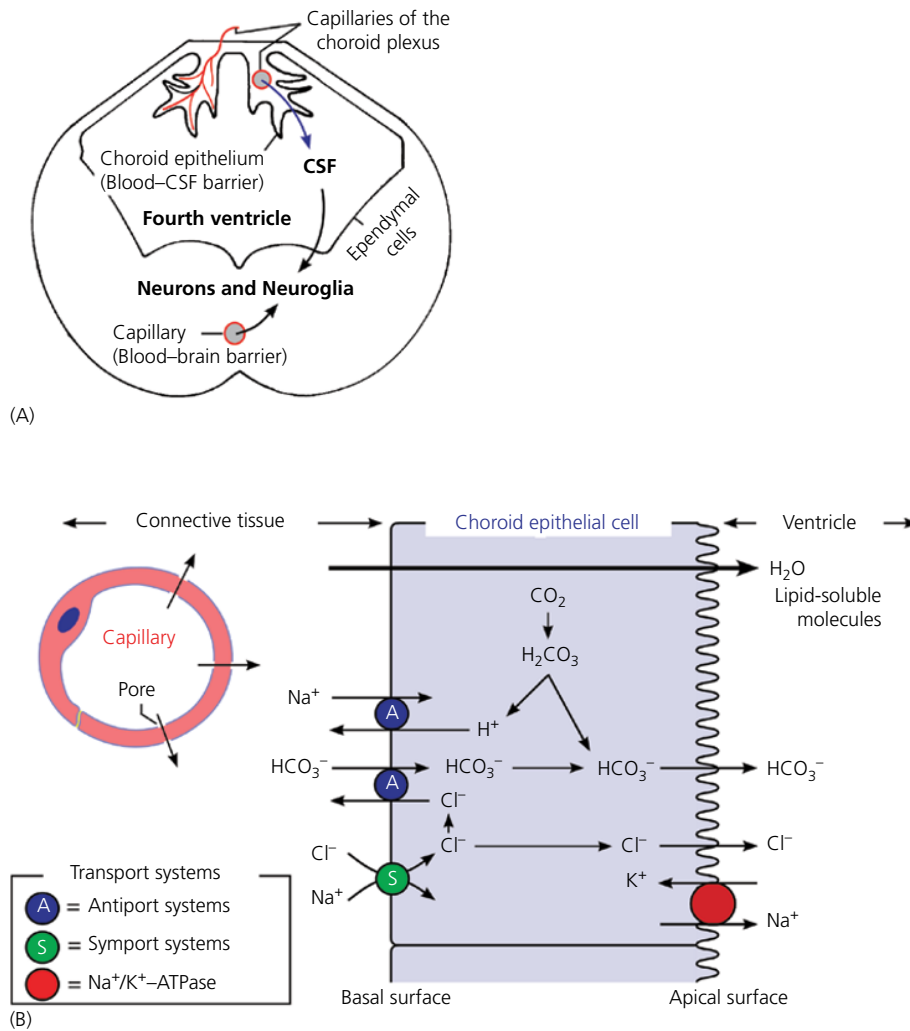 Capillaries of the
choroid plexus
Choroid epithelium
(Blood–CSF barrier)
CSF
Fourth ventricle
Ependymal
cells
Neurons and Neuroglia
Capillary
(Blood–brain barrier)
(A)
Connective tissue
Choroid epithelial cell
Ventricle
H₂O
Lipid-soluble
molecules
CO₂
H₂CO₃
Capillary
Pore
Na⁺
A
H⁺
HCO₃⁻
HCO₃⁻
HCO₃⁻
HCO₃⁻
A
Cl⁻
Cl⁻
Cl⁻
Cl⁻
Cl⁻
Na⁺
S
K⁺
Na⁺
Transport systems
A = Antiport systems
S = Symport systems
= Na⁺/K⁺–ATPase
Basal surface
Apical surface
(B)